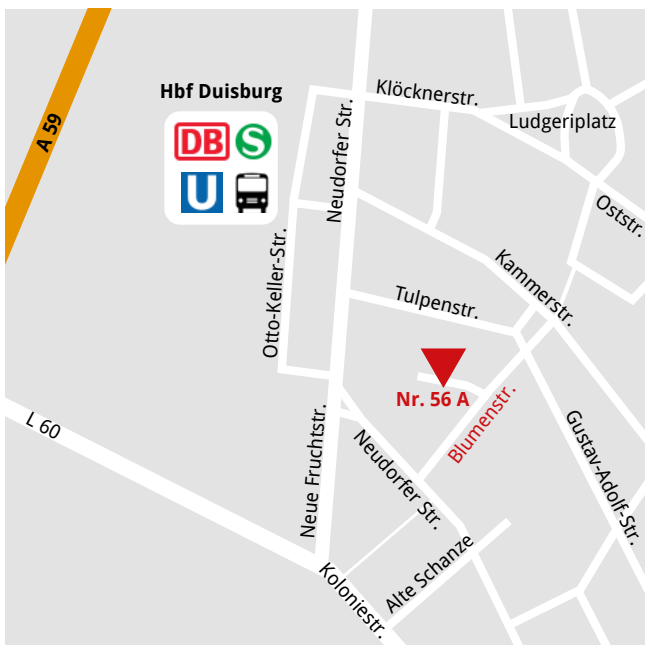 Hbf Duisburg
DB S
U
A 59
Klöcknerstr.
Ludgeriplatz
Neudorfer Str.
Oststr.
Otto-Keller-Str.
Kammerstr.
Tulpenstr.
Nr. 56 A
Blumenstr.
L 60
Neue Fruchtstr.
Neudorfer Str.
Gustav-Adolf-Str.
Alte Schanze
Koloniestr.